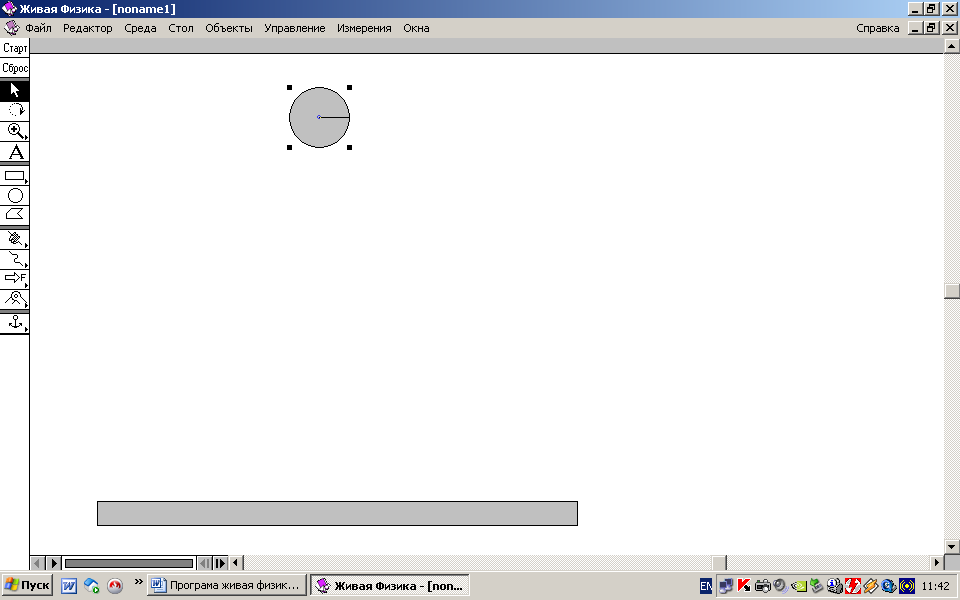 Живая Физика - [noname1]
Файл Редактор Среда Стол Объекты Управление Измерения Окна Справка
Старт
Сброс
A
F
Пуск Програма живая физик... Живая Физика - [non... EN 11:42